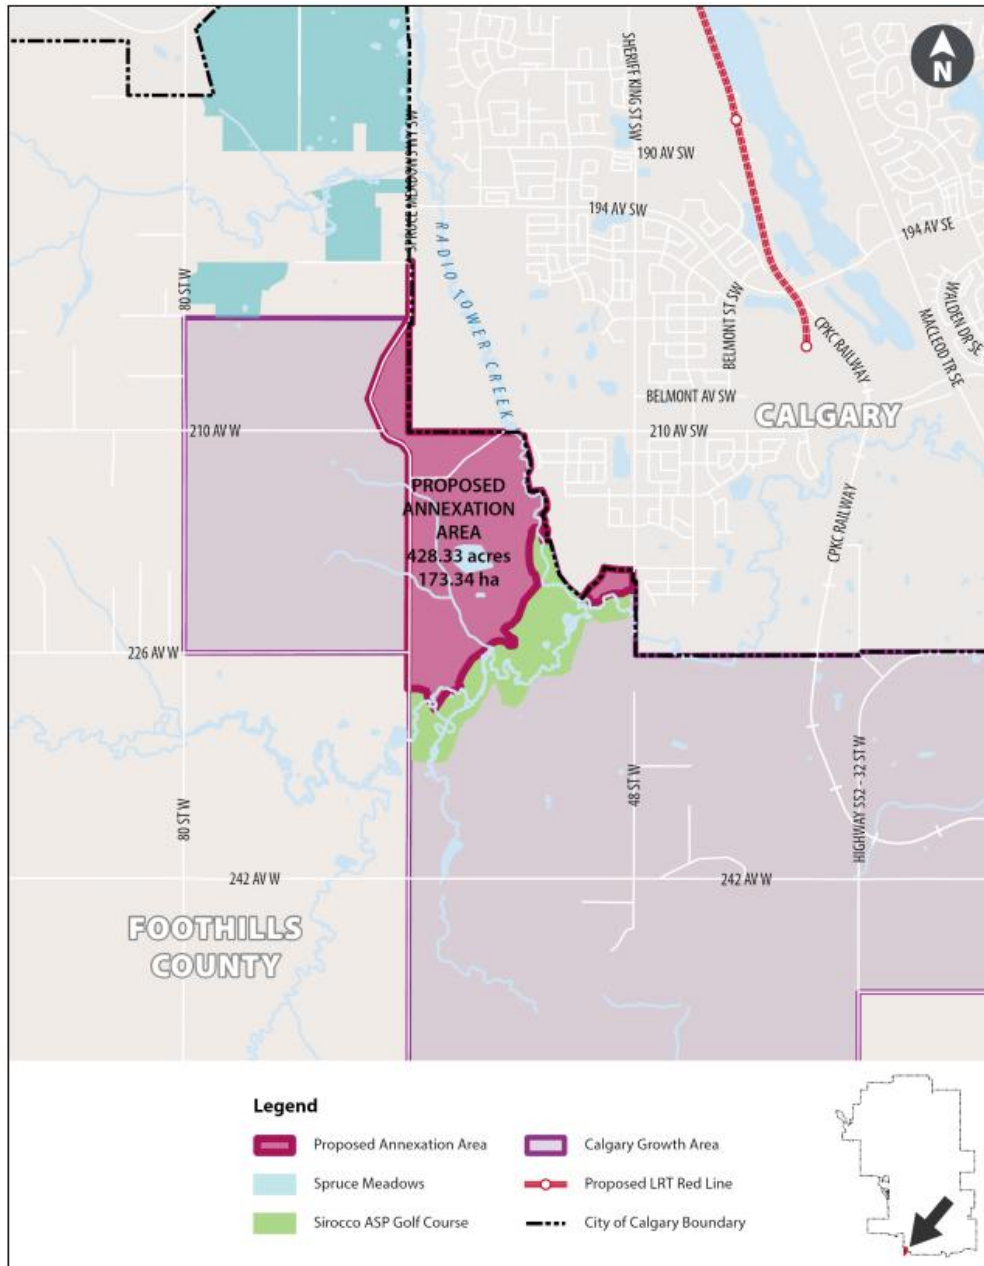 N
SHERIFF KING ST SW
SPRUCE MEADOWS WY SW
190 AV SW
194 AV SW
194 AV SE
RADIO TOWER CREEK
80 ST W
BELMONT ST SW
WALDEN DR SE
MACLEOD TR SE
CPKC RAILWAY
BELMONT AV SW
CALGARY
210 AV W
210 AV SW
PROPOSED
ANNEXATION
AREA
428.33 acres
173.34 ha
CPKC RAILWAY
226 AV W
80 ST W
48 ST W
HIGHWAY 552 - 32 ST W
242 AV W
242 AV W
FOOTHILLS
COUNTY
Legend
Proposed Annexation Area
Calgary Growth Area
Spruce Meadows
Proposed LRT Red Line
Sirocco ASP Golf Course
City of Calgary Boundary